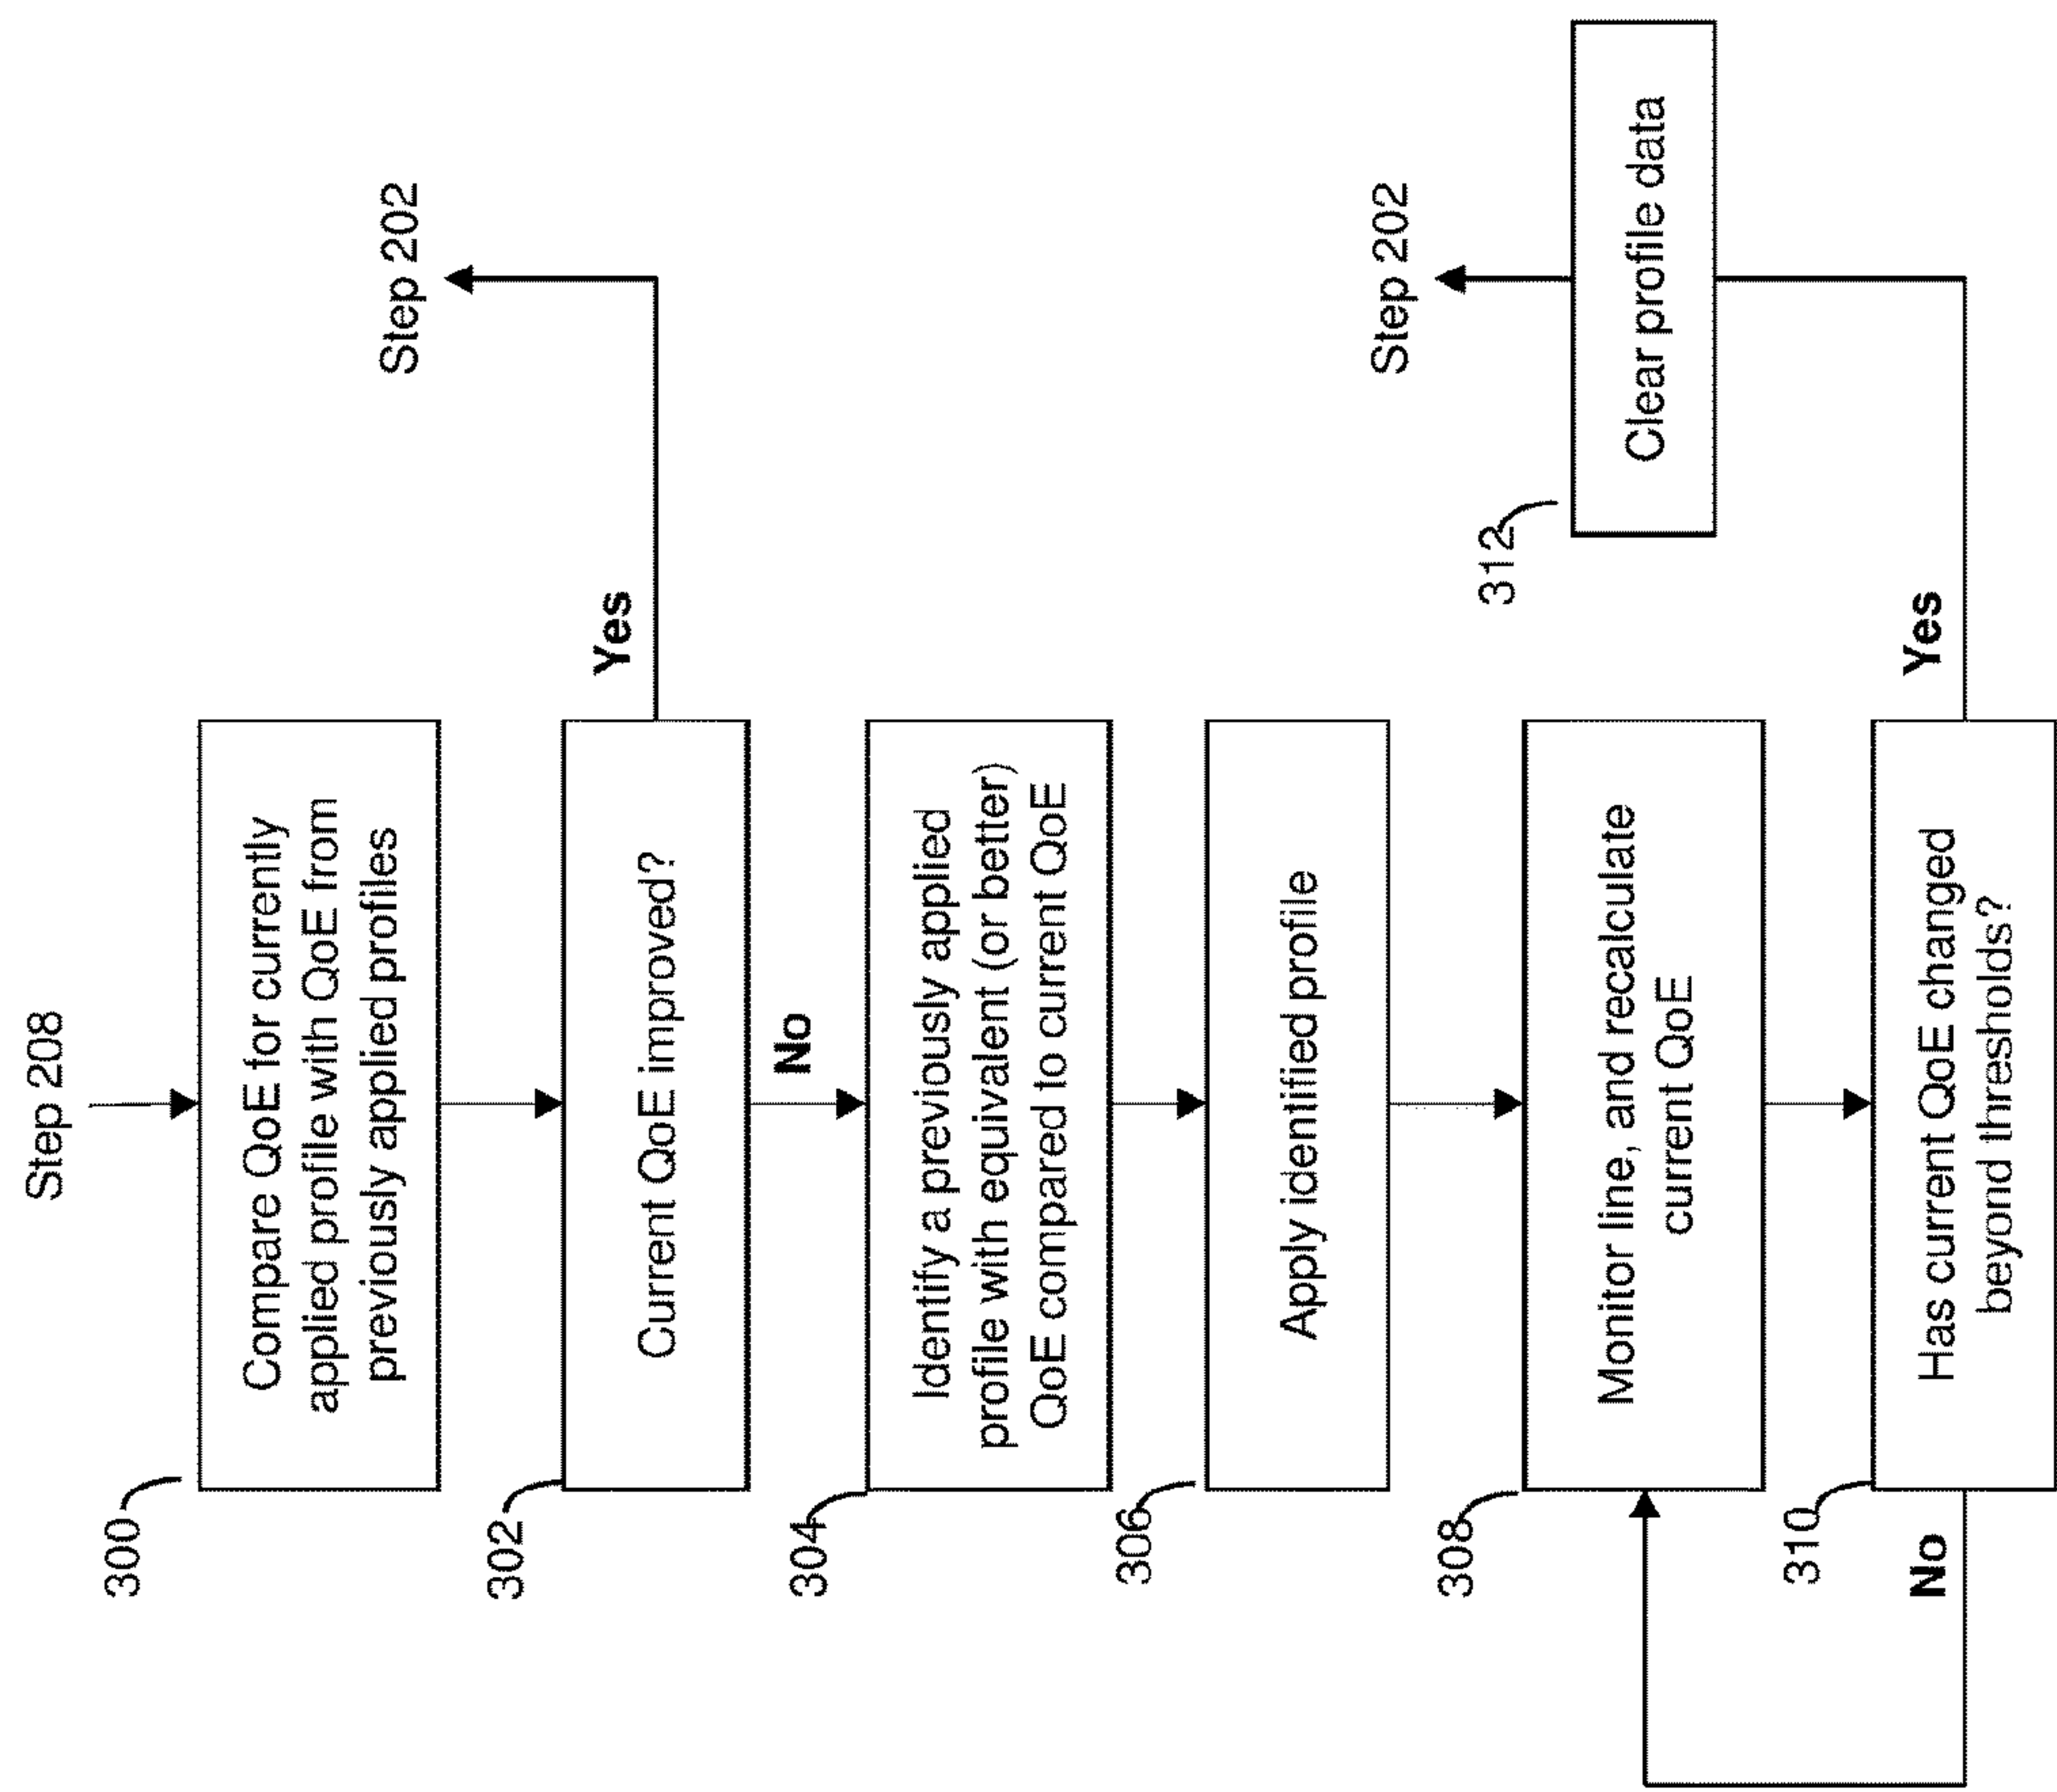 Step 208
300
Compare QoE for currently
applied profile with QoE from
previously applied profiles
302
Current QoE improved?
Yes
Step 202
No
304
Identify a previously applied
profile with equivalent (or better)
QoE compared to current QoE
306
Apply identified profile
308
Monitor line, and recalculate
current QoE
310
Has current QoE changed
beyond thresholds?
No
Yes
312
Clear profile data
Step 202